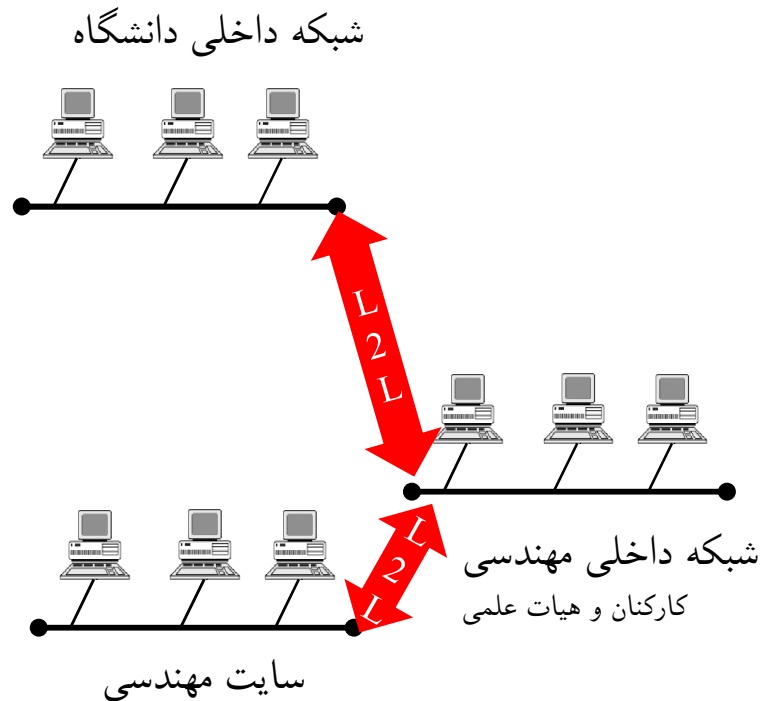 شبکه داخلی دانشگاه
L2L
شبکه داخلی مهندسی
کارکنان و هیات علمی
L2L
سایت مهندسی